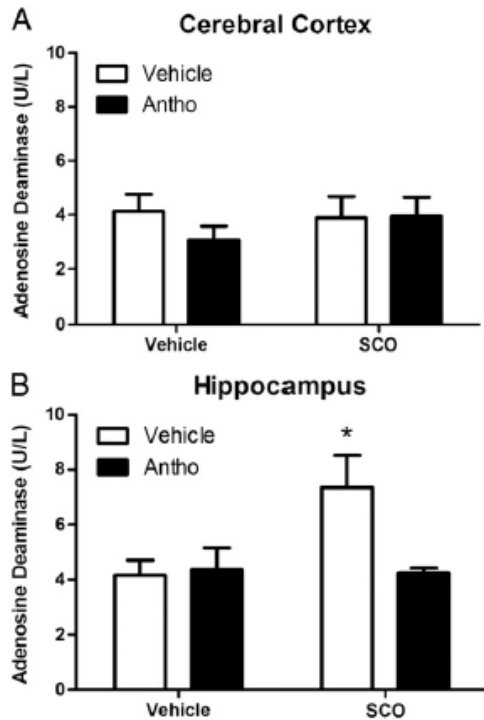 A
Cerebral Cortex
Adenosine Deaminase (U/L)
10
8
6
4
2
0
Vehicle
Antho
Vehicle
SCO
B
Hippocampus
Adenosine Deaminase (U/L)
10
8
6
4
2
0
Vehicle
Antho
*
Vehicle
SCO